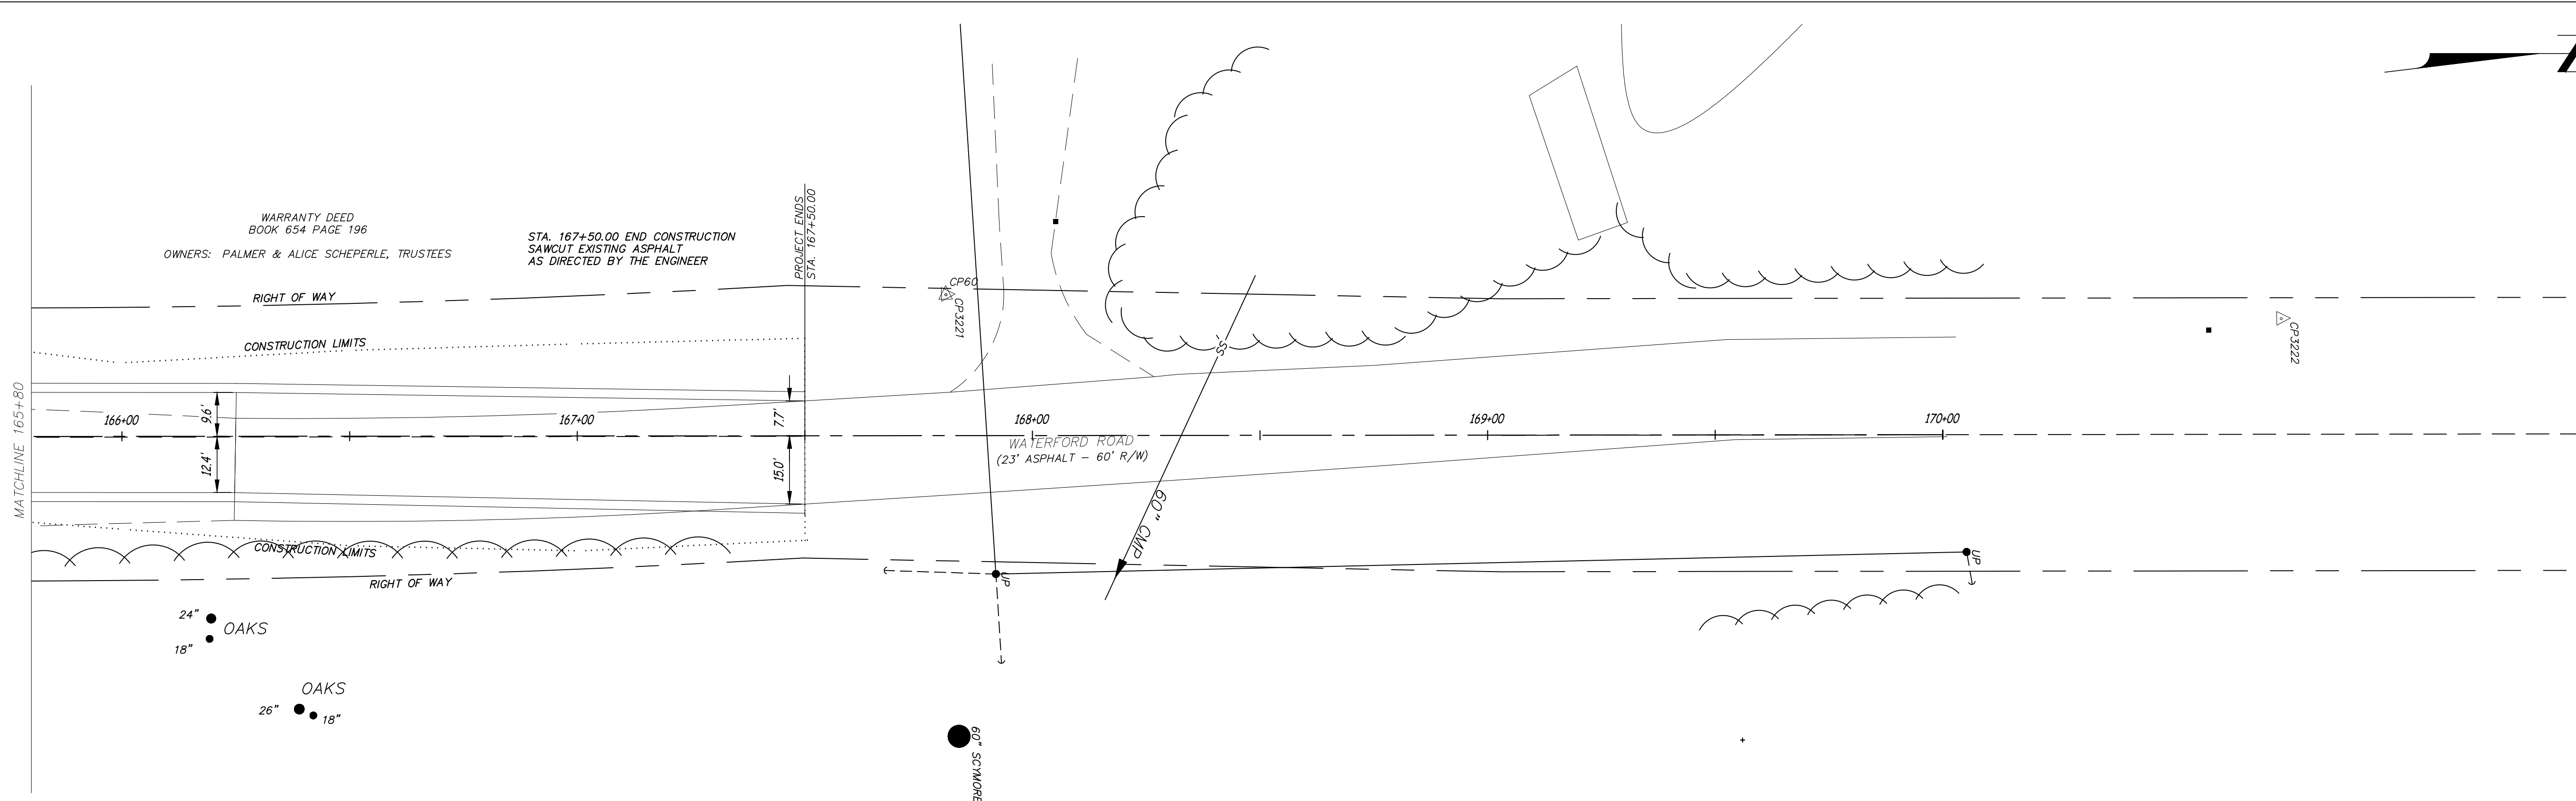 WARRANTY DEED
BOOK 654 PAGE 196
OWNERS: PALMER & ALICE SCHEPERLE, TRUSTEES
STA. 167+50.00 END CONSTRUCTION
SAWCUT EXISTING ASPHALT
AS DIRECTED BY THE ENGINEER
PROJECT ENDS
STA. 167+50.00
RIGHT OF WAY
CP60
CP3221
CP3222
CONSTRUCTION LIMITS
SS
MATCHLINE 165+80
9.6'
7.7'
166+00
167+00
168+00
169+00
170+00
WATERFORD ROAD
(23' ASPHALT - 60' R/W)
12.4'
15.0'
60" CMP
CONSTRUCTION LIMITS
RIGHT OF WAY
UP
UP
24"
OAKS
18"
OAKS
26"
18"
60" SCYMORE